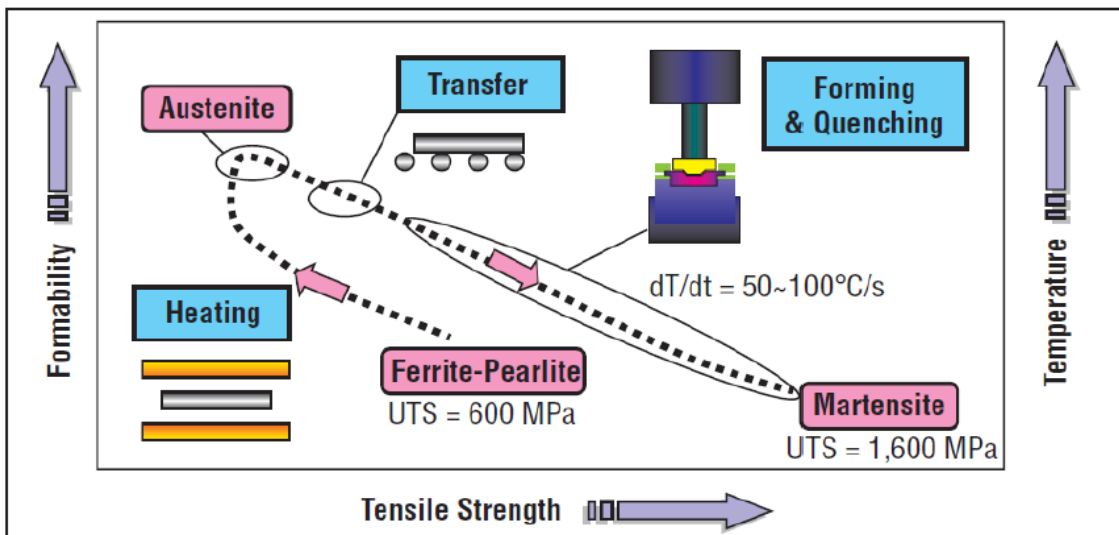 Formability
Austenite
Transfer
Forming
& Quenching
dT/dt = 50~100°C/s
Heating
Ferrite-Pearlite
UTS = 600 MPa
Martensite
UTS = 1,600 MPa
Temperature
Tensile Strength